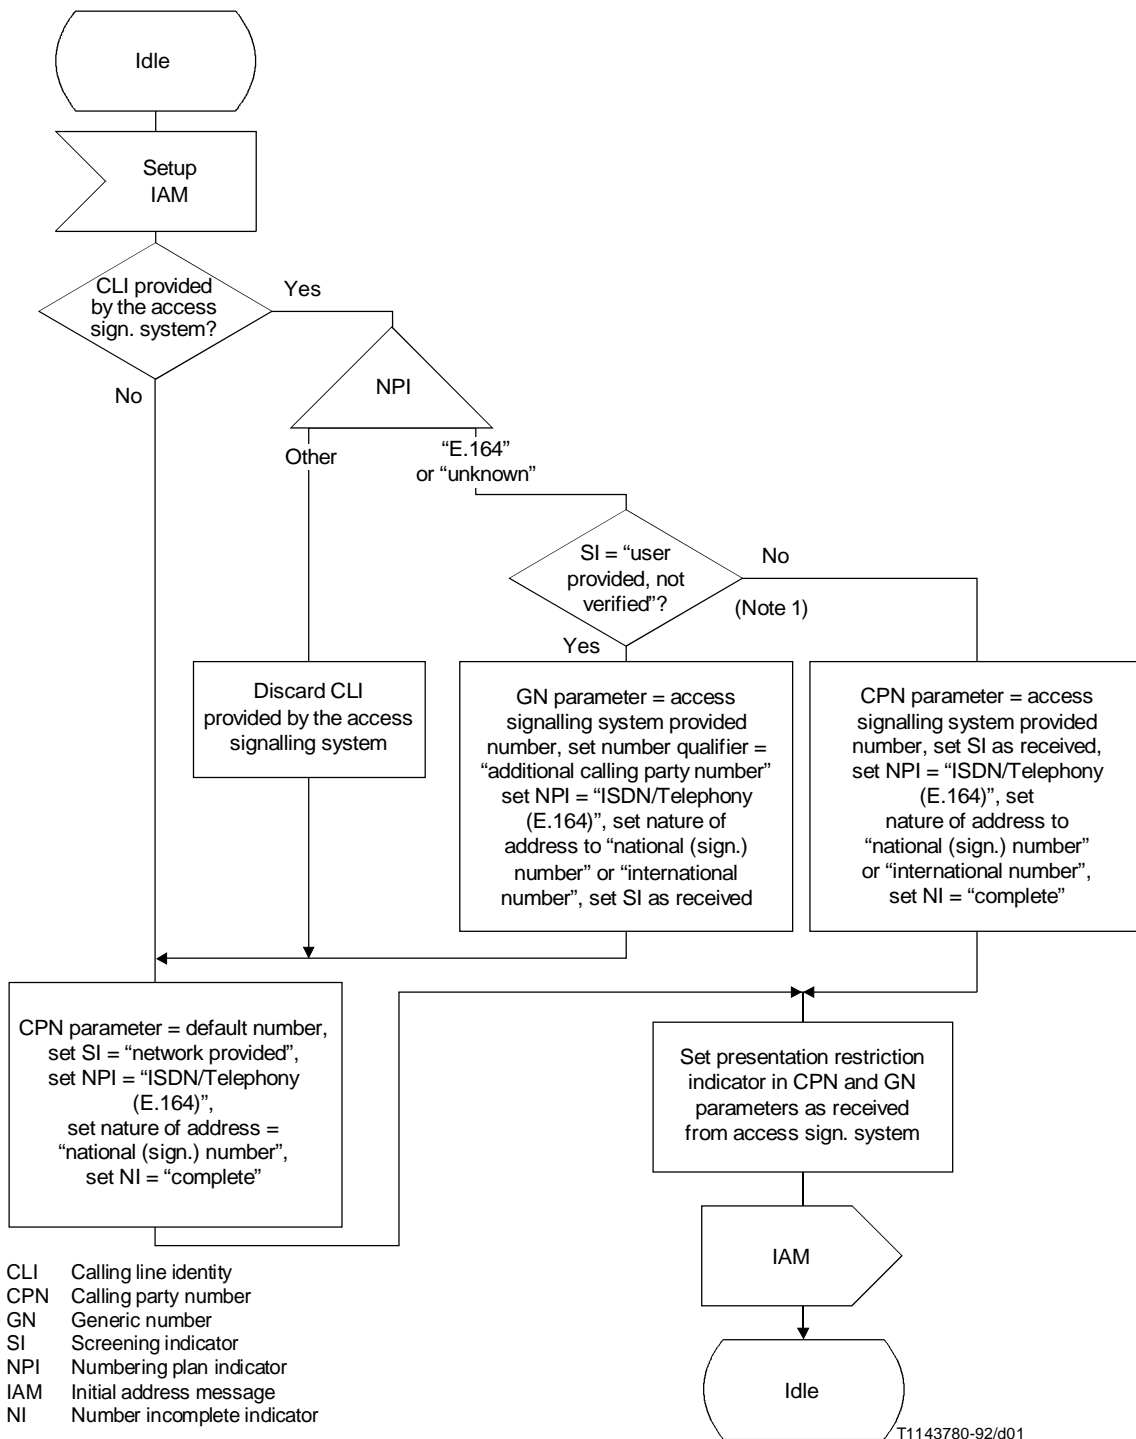 Idle
Setup
IAM
CLI provided
by the access
sign. system?
Yes
No
NPI
Other
“E.164”
or “unknown”
SI = “user
provided, not
verified”?
No
(Note 1)
Yes
Discard CLI
provided by the access
signalling system
GN parameter = access
signalling system provided
number, set number qualifier =
“additional calling party number”
set NPI = “ISDN/Telephony
(E.164)”, set nature of
address to “national (sign.)
number” or “international
number”, set SI as received
CPN parameter = access
signalling system provided
number, set SI as received,
set NPI = “ISDN/Telephony
(E.164)”, set
nature of address to
“national (sign.) number”
or “international number”,
set NI = “complete”
CPN parameter = default number,
set SI = “network provided”,
set NPI = “ISDN/Telephony
(E.164)”,
set nature of address =
“national (sign.) number”,
set NI = “complete”
Set presentation restriction
indicator in CPN and GN
parameters as received
from access sign. system
IAM
Idle
CLI Calling line identity
CPN Calling party number
GN Generic number
SI Screening indicator
NPI Numbering plan indicator
IAM Initial address message
NI Number incomplete indicator
T1143780-92/d01